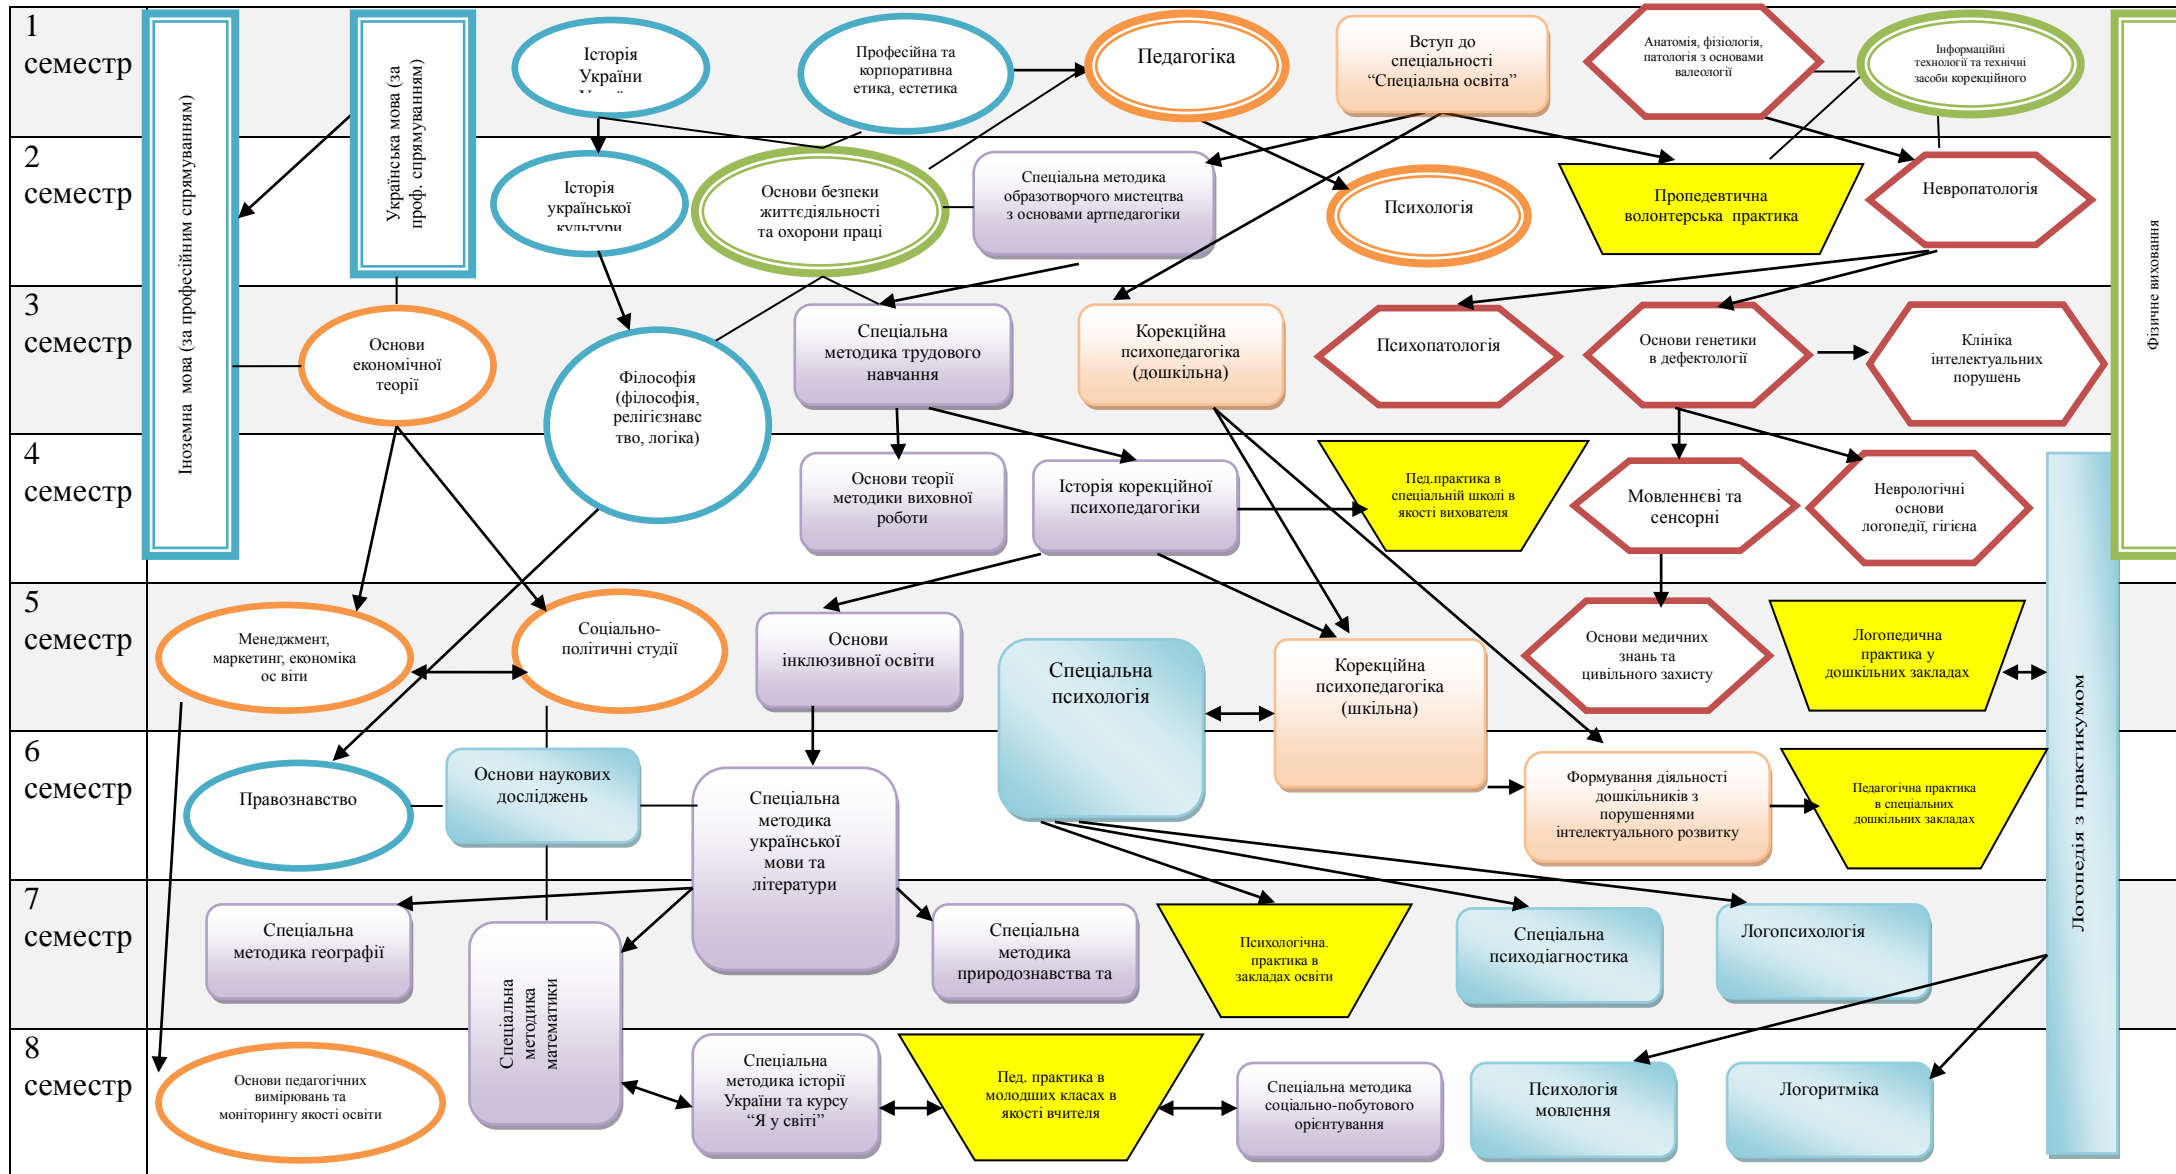 1
семестр
Іноземна мова (за професійним спрямуванням)
Українська мова (за
проф. спрямуванням)
Історія
України
Професійна та
корпоративна
етика, естетика
Педагогіка
Вступ до
спеціальності
“Спеціальна освіта”
Анатомія, фізіологія,
патологія з основами
валеології
Інформаційні
технології та технічні
засоби корекційного
Фізичне виховання
2
семестр
Історія
української
культури
Основи безпеки
життєдіяльності
та охорони праці
Спеціальна методика
образотворчого мистецтва
з основами артпедагогіки
Психологія
Пропедевтична
волонтерська практика
Невропатологія
3
семестр
Основи
економічної
теорії
Філософія
(філософія,
релігієзнавс
тво, логіка)
Спеціальна
методика трудового
навчання
Корекційна
психопедагогіка
(дошкільна)
Психопатологія
Основи генетики
в дефектології
Клініка
інтелектуальних
порушень
4
семестр
Основи теорії
методики виховної
роботи
Історія корекційної
психопедагогіки
Пед.практика в
спеціальній школі в
якості вихователя
Мовленнєві та
сенсорні
Неврологічні
основи
логопедії, гігієна
Логопедія з практикумом
5
семестр
Менеджмент,
маркетинг, економіка
ос віти
Соціально-
політичні студії
Основи
інклюзивної освіти
Спеціальна
психологія
Корекційна
психопедагогіка
(шкільна)
Основи медичних
знань та
цивільного захисту
Логопедична
практика у
дошкільних закладах
6
семестр
Правознавство
Основи наукових
досліджень
Спеціальна
методика
української
мови та
літератури
Формування діяльності
дошкільників з
порушеннями
інтелектуального розвитку
Педагогічна практика
в спеціальних
дошкільних закладах
7
семестр
Спеціальна
методика географії
Спеціальна
методика
математики
Спеціальна
методика
природознавства та
Психологічна.
практика в
закладах освіти
Спеціальна
психодіагностика
Логопсихологія
8
семестр
Основи педагогічних
вимірювань та
моніторингу якості освіти
Спеціальна
методика історії
України та курсу
“Я у світі”
Пед. практика в
молодших класах в
якості вчителя
Спеціальна методика
соціально-побутового
орієнтування
Психологія
мовлення
Логоритміка